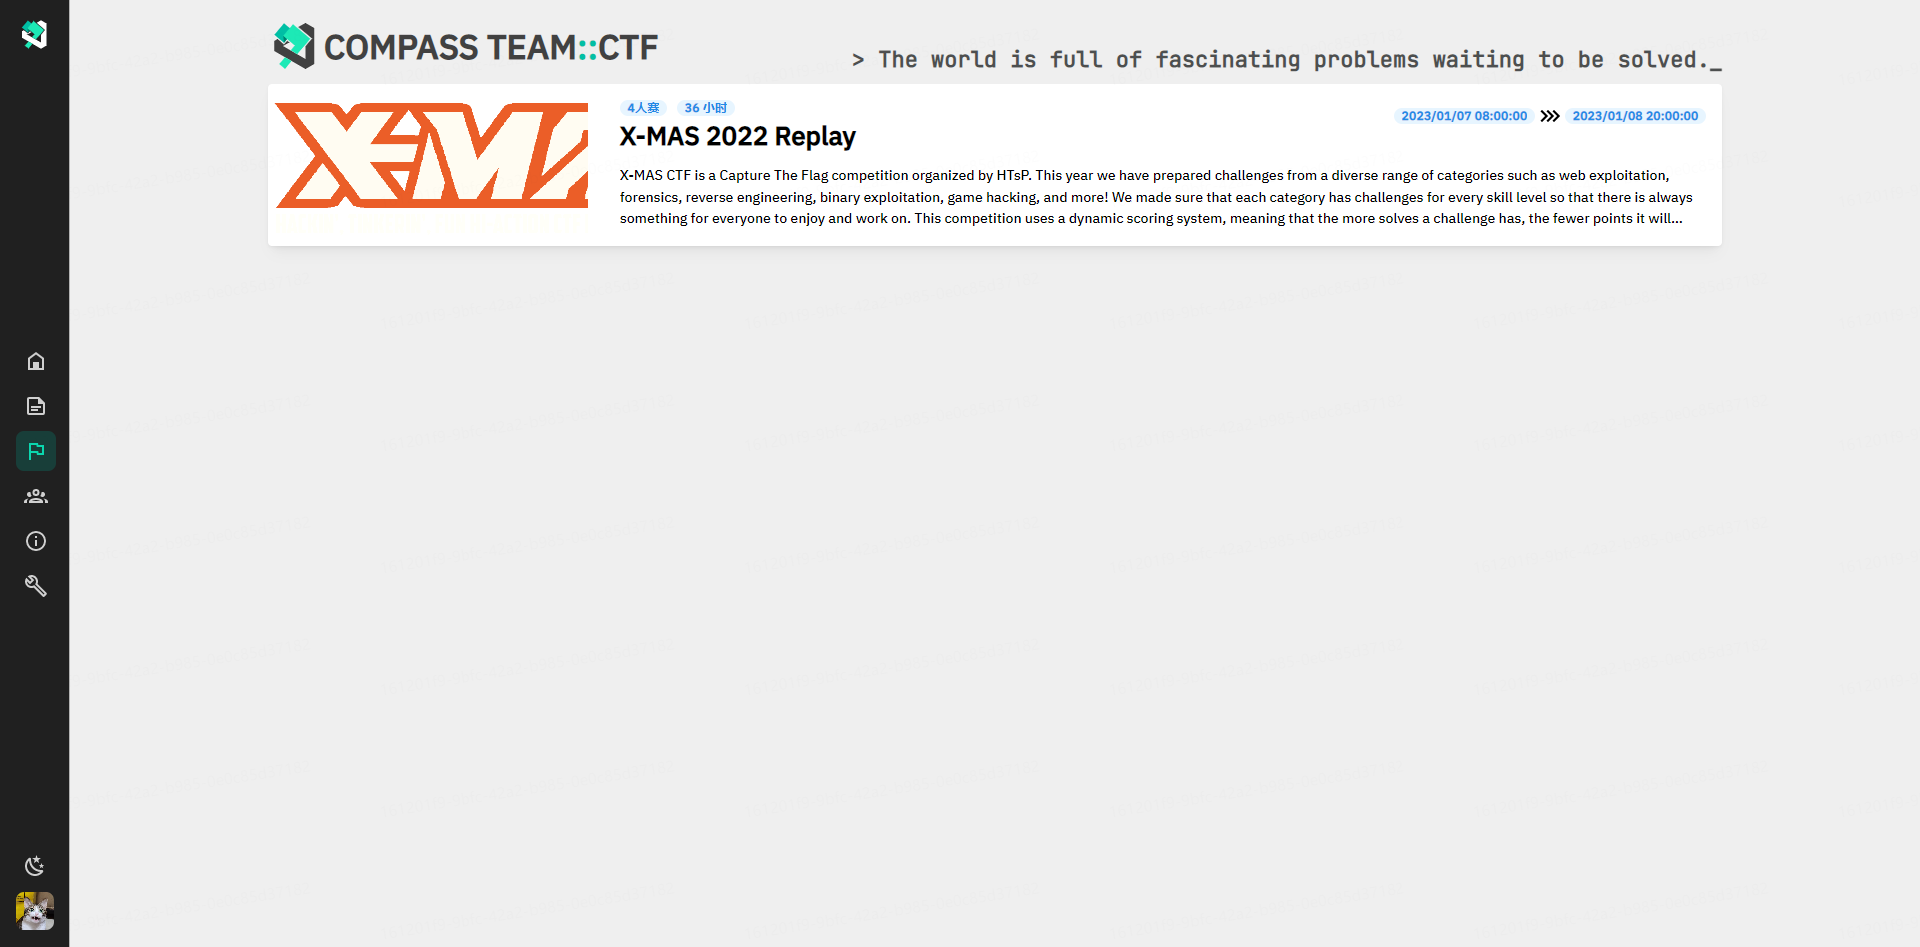 COMPASS TEAM::CTF
> The world is full of fascinating problems waiting to be solved._
X-MA
4人赛 36 小时
2023/01/07 08:00:00 2023/01/08 20:00:00
X-MAS 2022 Replay
X-MAS CTF is a Capture The Flag competition organized by HTsP. This year we have prepared challenges from a diverse range of categories such as web exploitation,
forensics, reverse engineering, binary exploitation, game hacking, and more! We made sure that each category has challenges for every skill level so that there is always
something for everyone to enjoy and work on. This competition uses a dynamic scoring system, meaning that the more solves a challenge has, the fewer points it will...